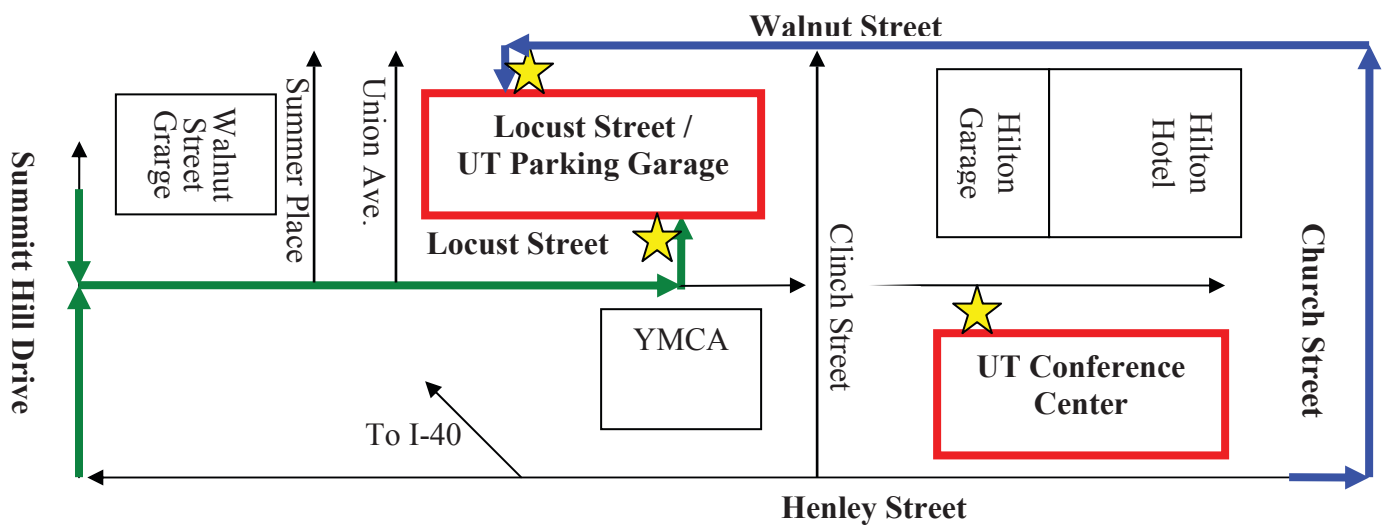 Walnut Street
Summitt Hill Drive
Walnut
Street
Grarge
Summer Place
Union Ave.
Locust Street /
UT Parking Garage
Locust Street
Clinch Street
Hilton
Garage
Hilton
Hotel
Church Street
YMCA
UT Conference
Center
To I-40
Henley Street